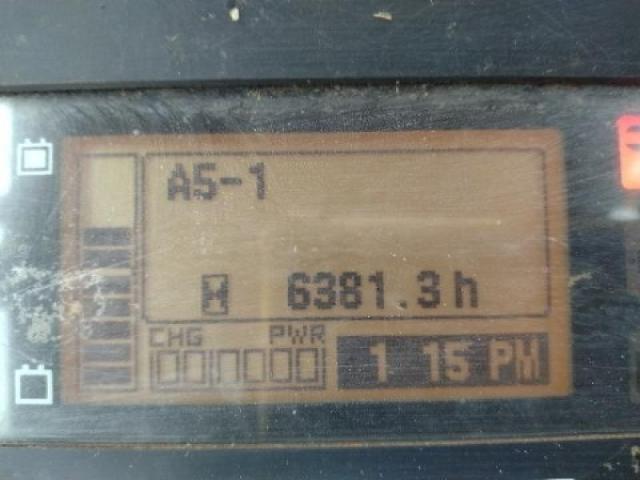 A5-1
H 6381.3 h
CHG PWR
1 15 PM